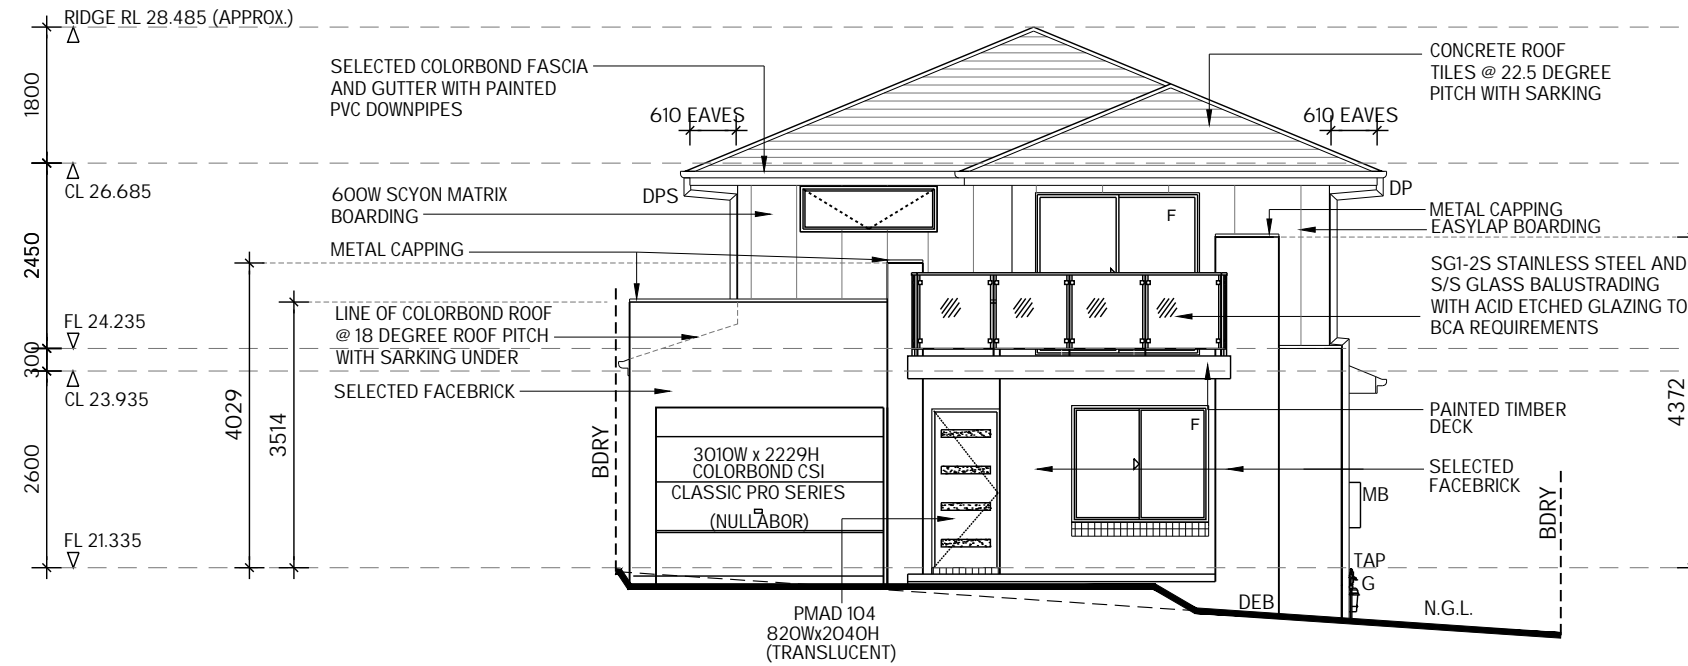 RIDGE RL 28.485 (APPROX.)
1800
CL 26.685
2450
FL 24.235
300
CL 23.935
2600
FL 21.335
4029
3514
SELECTED COLORBOND FASCIA
AND GUTTER WITH PAINTED
PVC DOWNPIPES
610 EAVES
610 EAVES
CONCRETE ROOF
TILES @ 22.5 DEGREE
PITCH WITH SARKING
DPS
DP
600W SCYON MATRIX
BOARDING
METAL CAPPING
LINE OF COLORBOND ROOF
@ 18 DEGREE ROOF PITCH
WITH SARKING UNDER
SELECTED FACEBRICK
BDRY
3010W x 2229H
COLORBOND CSI
CLASSIC PRO SERIES
(NULLABOR)
F
F
METAL CAPPING
EASYLAP BOARDING
SG1-2S STAINLESS STEEL AND
S/S GLASS BALUSTRADING
WITH ACID ETCHED GLAZING TO
BCA REQUIREMENTS
4372
PAINTED TIMBER
DECK
SELECTED
FACEBRICK
MB
BDRY
TAP
G
DEB
N.G.L.
PMAD 104
820Wx2040H
(TRANSLUCENT)